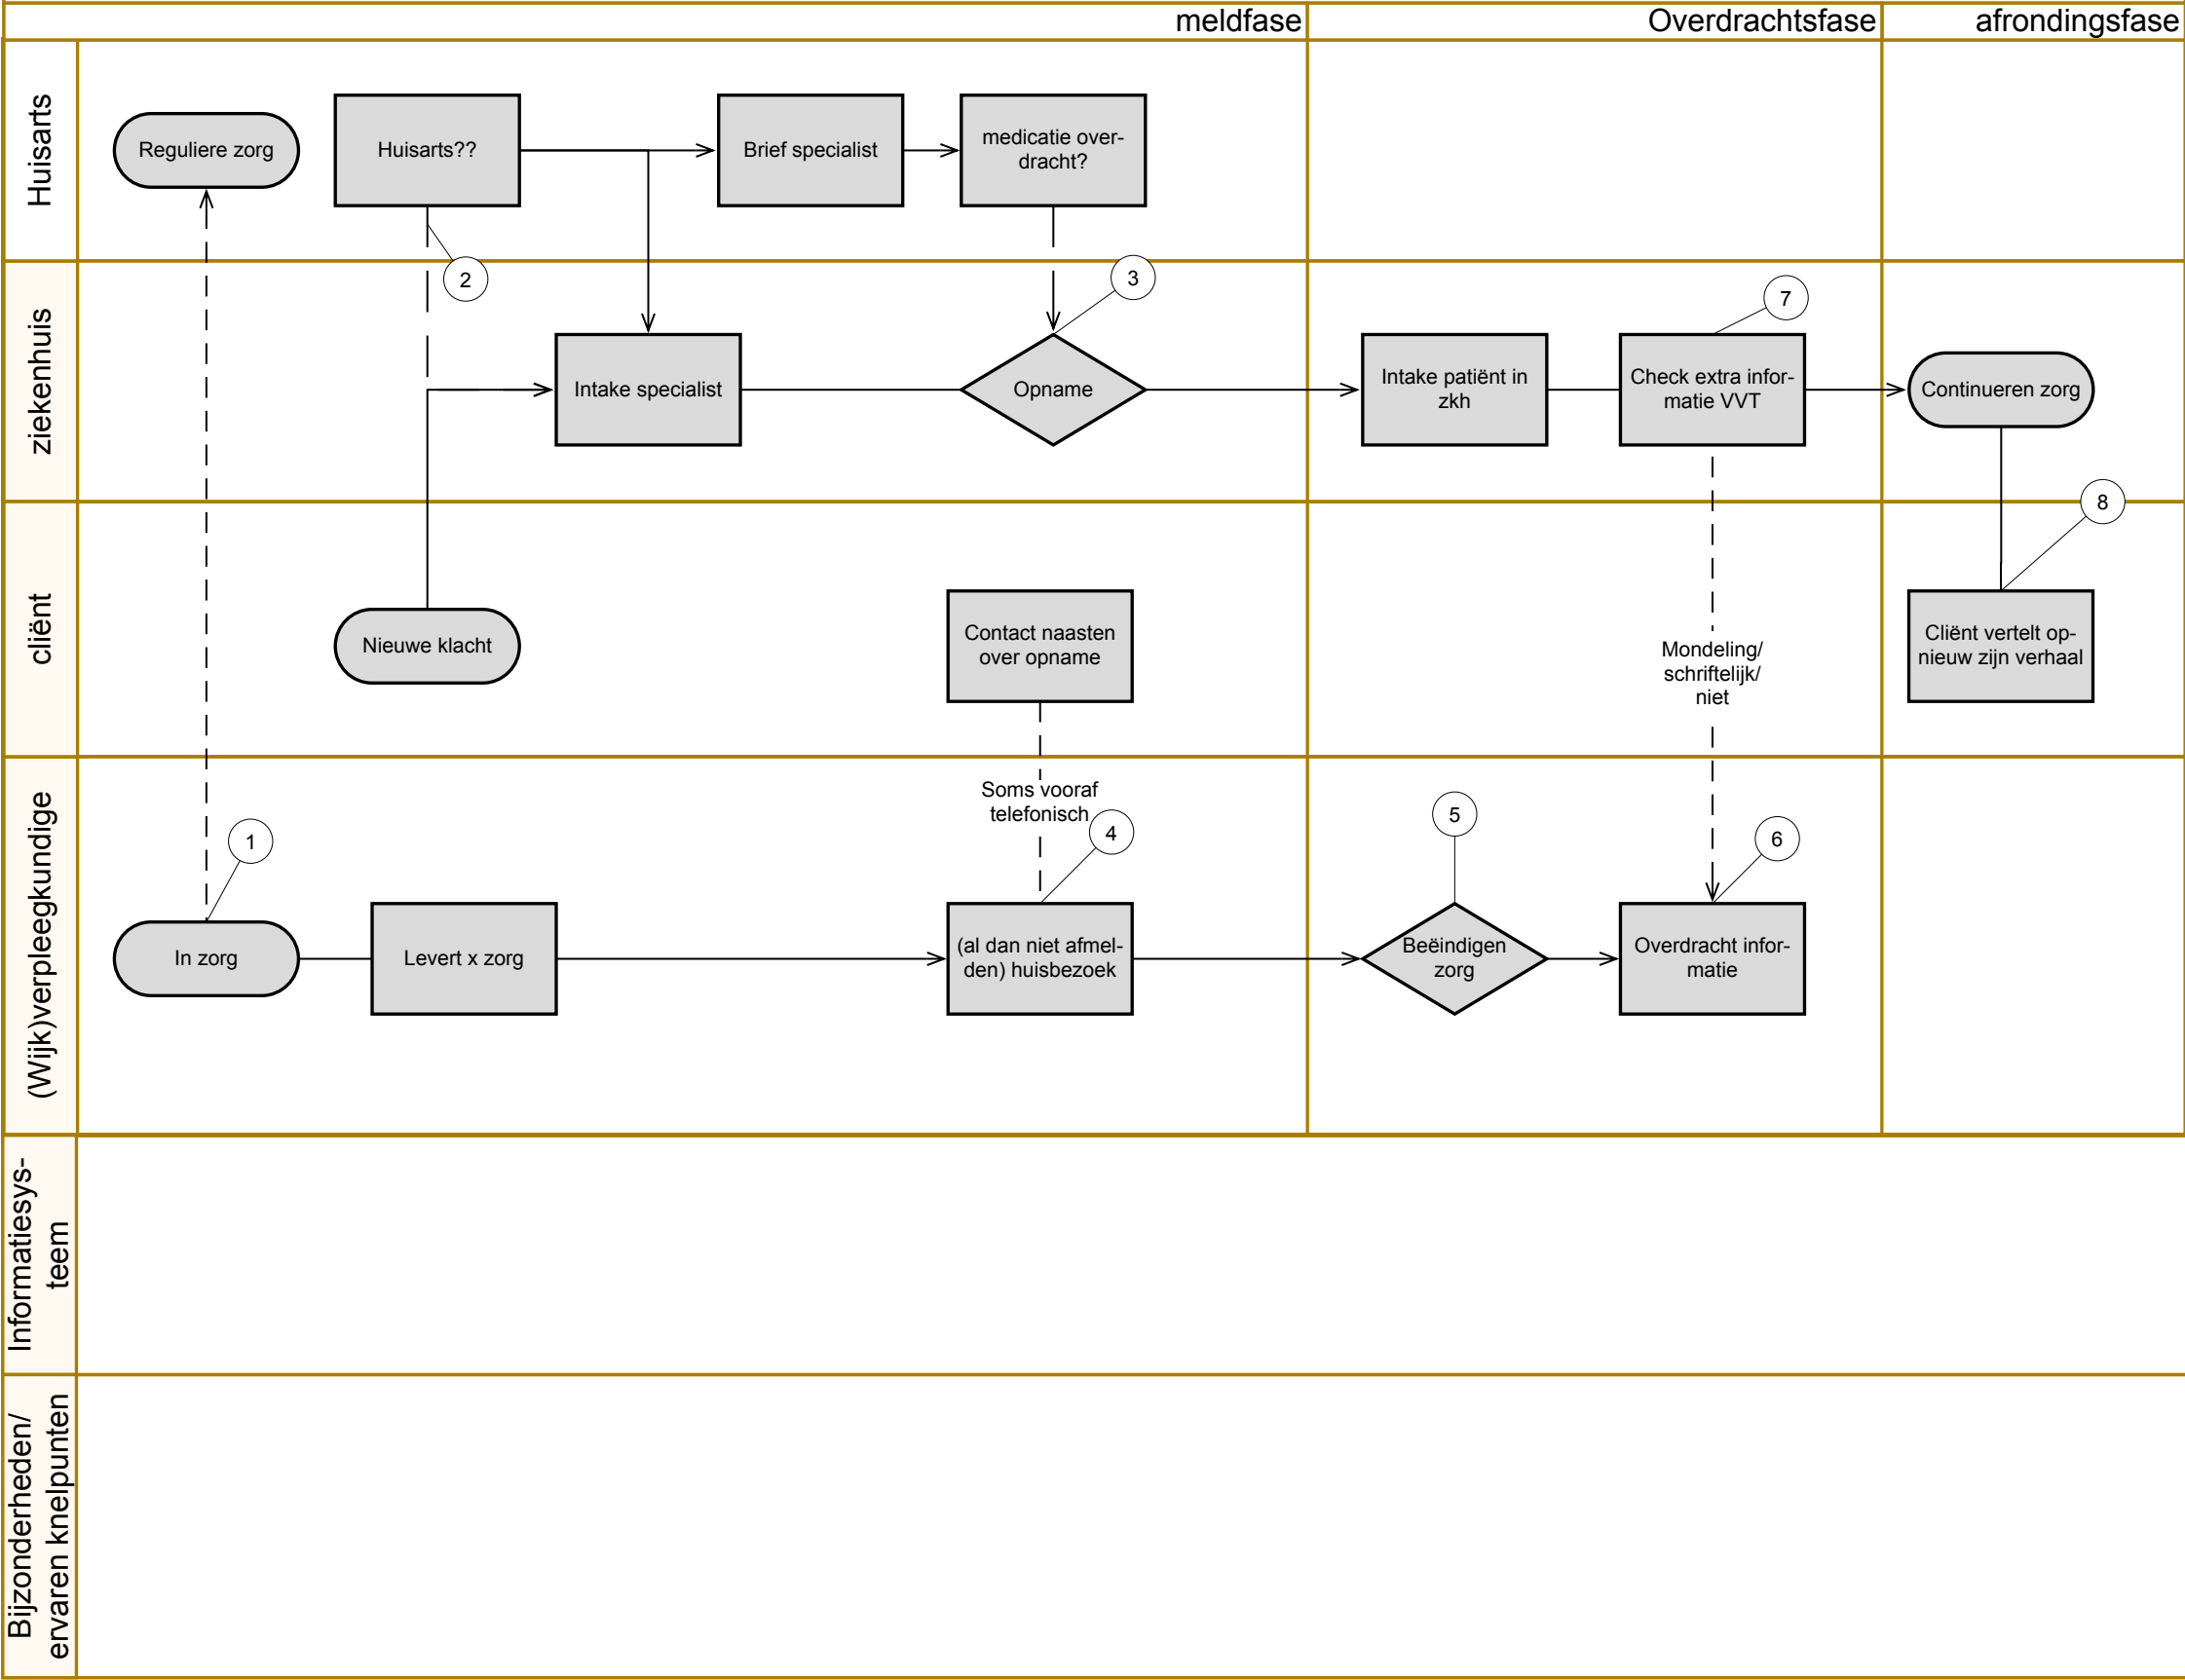 meldfase
Overdrachtsfase
afrondingsfase
Huisarts
Reguliere zorg
Huisarts??
Brief specialist
medicatie over-
dracht?
2
3
7
ziekenhuis
Intake specialist
Opname
Intake patiënt in
zkh
Check extra infor-
matie VVT
Continueren zorg
8
cliënt
Nieuwe klacht
Contact naasten
over opname
Mondeling/
schriftelijk/
niet
Cliënt vertelt op-
nieuw zijn verhaal
(Wijk)verpleegkundige
Soms vooraf
telefonisch
1
4
5
6
In zorg
Levert x zorg
(al dan niet afmel-
den) huisbezoek
Beëindigen
zorg
Overdracht infor-
matie
Informatiesys-
teem
Bijzonderheden/
ervaren knelpunten